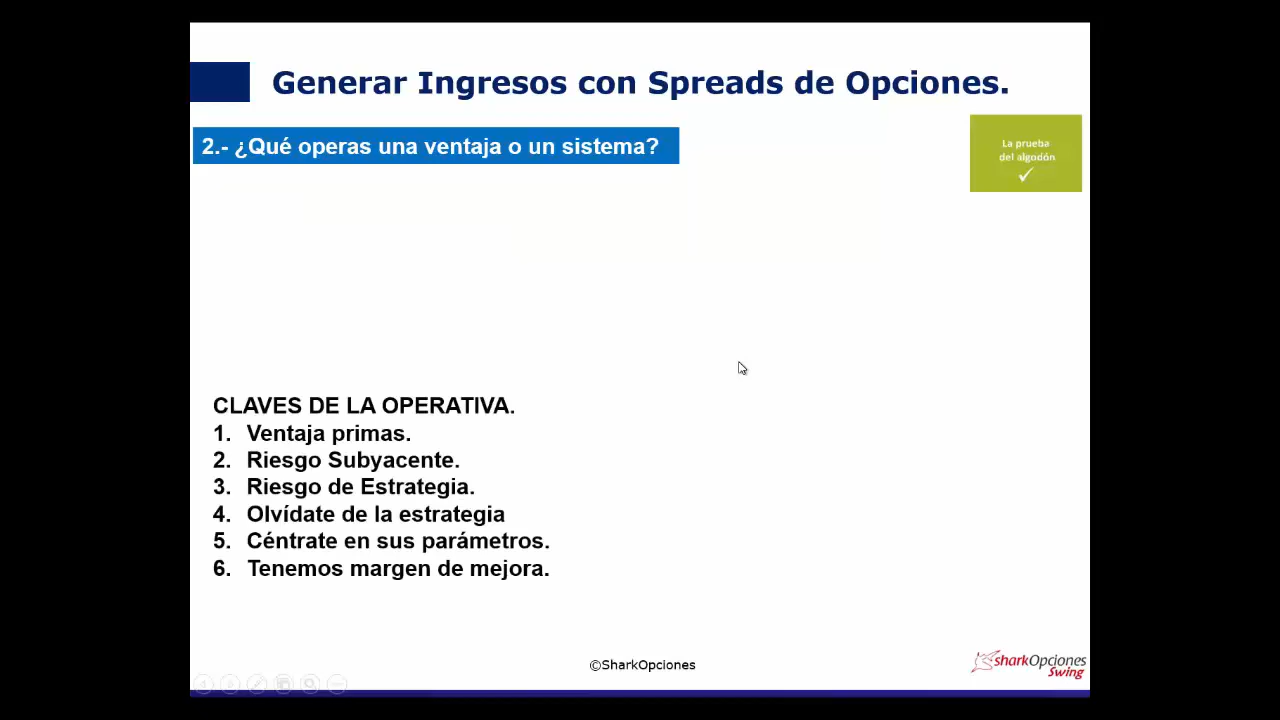 Generar Ingresos con Spreads de Opciones.
2.- ¿Qué operas una ventaja o un sistema?
La prueba
del algodón
CLAVES DE LA OPERATIVA.
1. Ventaja primas.
2. Riesgo Subyacente.
3. Riesgo de Estrategia.
4. Olvídate de la estrategia
5. Céntrate en sus parámetros.
6. Tenemos margen de mejora.
©SharkOpciones
sharkOpciones
Swing